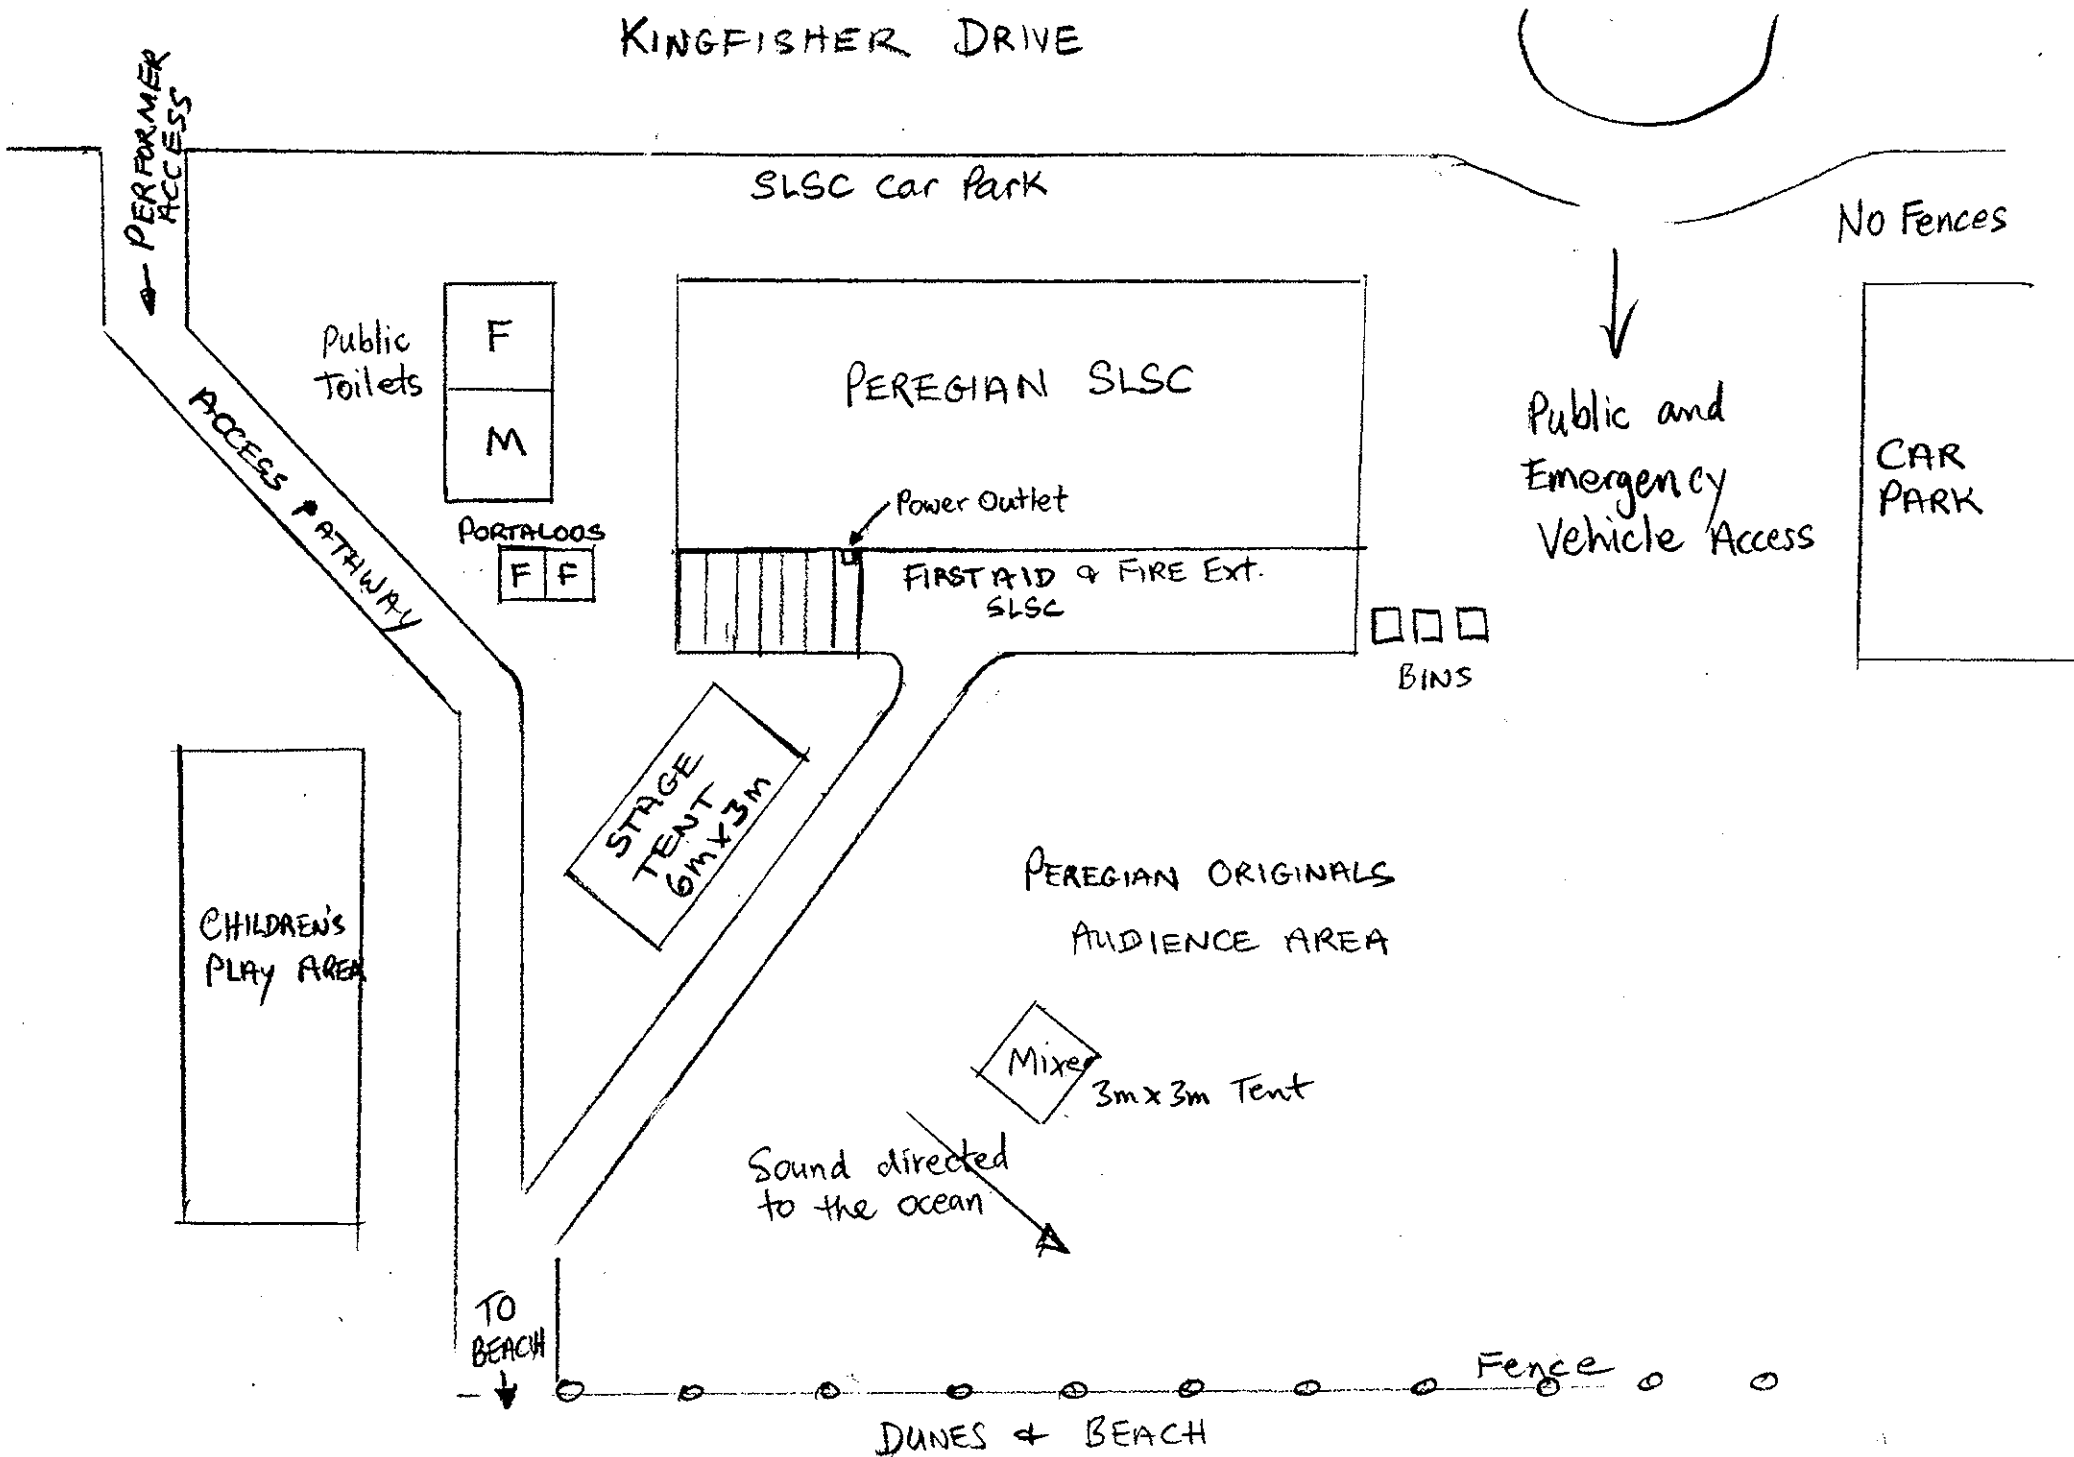 KINGFISHER DRIVE
← PERFORMER
ACCESS
SLSC Car Park
No Fences
Public
Toilets
F
M
PEREGIAN SLSC
Public and
Emergency
Vehicle Access
CAR
PARK
ACCESS PATHWAY
Power Outlet
PORTALOOS
F F
FIRST AID & FIRE Ext.
SLSC
BINS
STAGE
TENT
6m x 3m
PEREGIAN ORIGINALS
AUDIENCE AREA
CHILDREN'S
PLAY AREA
Mixer
3m x 3m Tent
Sound directed
to the ocean
TO
BEACH
Fence
DUNES & BEACH